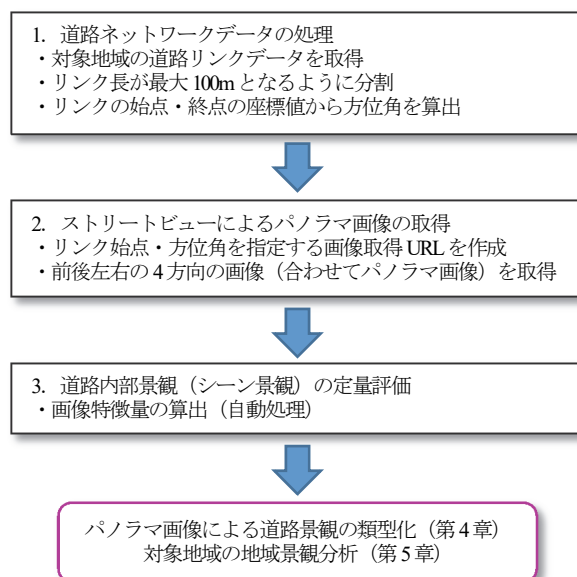 1. 道路ネットワークデータの処理
・対象地域の道路リンクデータを取得
・リンク長が最大 100m となるように分割
・リンクの始点・終点の座標値から方位角を算出
2. ストリートビューによるパノラマ画像の取得
・リンク始点・方位角を指定する画像取得 URL を作成
・前後左右の 4 方向の画像（合わせてパノラマ画像）を取得
3. 道路内部景観（シーン景観）の定量評価
・画像特徴量の算出（自動処理）
パノラマ画像による道路景観の類型化（第 4 章）
対象地域の地域景観分析（第 5 章）